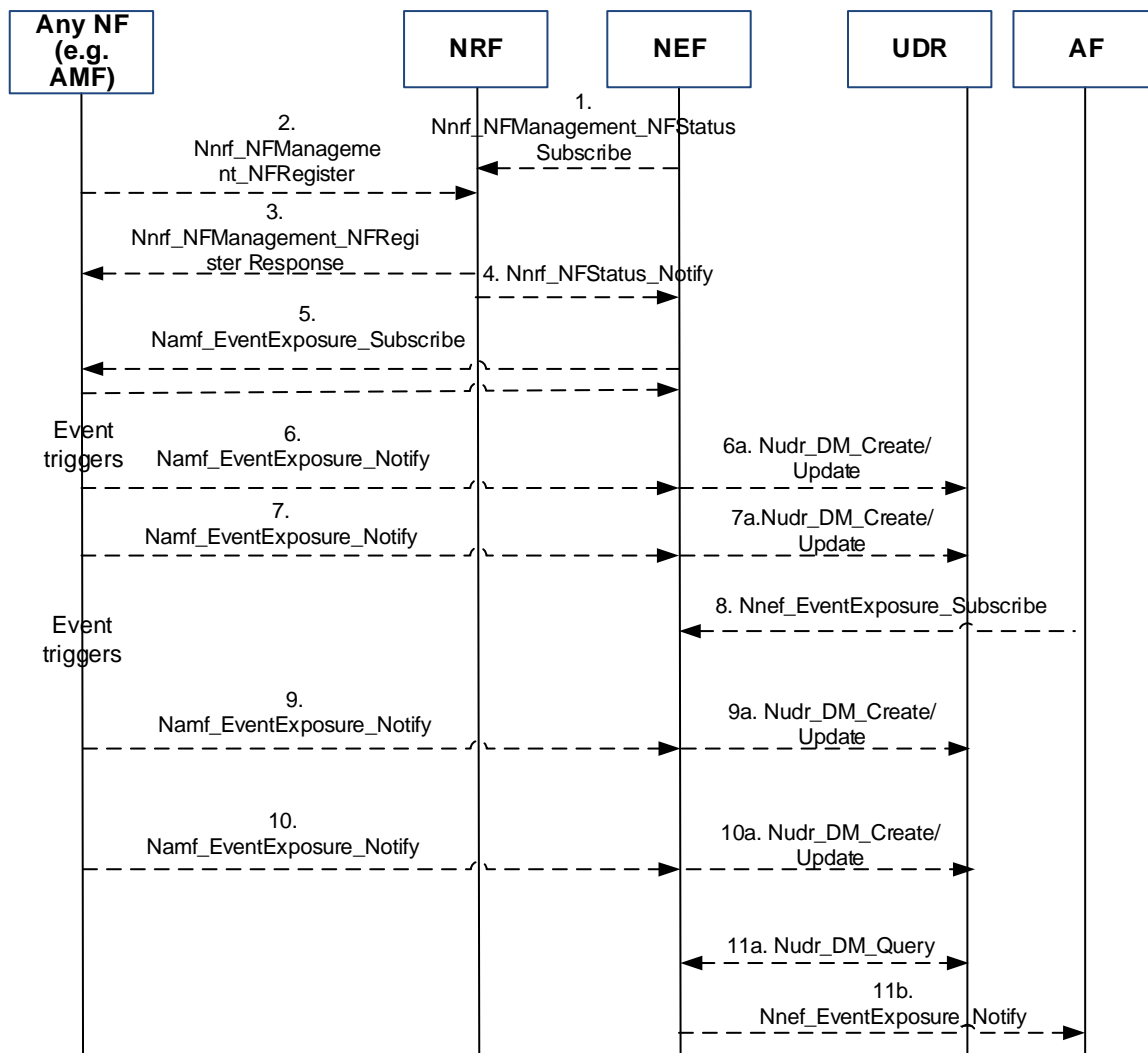 Any NF
(e.g.
AMF)
NRF
NEF
UDR
AF
1.
Nnrf_NFManagement_NFStatus
Subscribe
2.
Nnrf_NFManageme
nt_NFRegister
3.
Nnrf_NFManagement_NFRegi
ster Response
4. Nnrf_NFStatus_Notify
5.
Namf_EventExposure_Subscribe
Event
triggers
6.
Namf_EventExposure_Notify
6a. Nudr_DM_Create/
Update
7.
Namf_EventExposure_Notify
7a.Nudr_DM_Create/
Update
8. Nnef_EventExposure_Subscribe
Event
triggers
9.
Namf_EventExposure_Notify
9a. Nudr_DM_Create/
Update
10.
Namf_EventExposure_Notify
10a. Nudr_DM_Create/
Update
11a. Nudr_DM_Query
11b.
Nnef_EventExposure_Notify